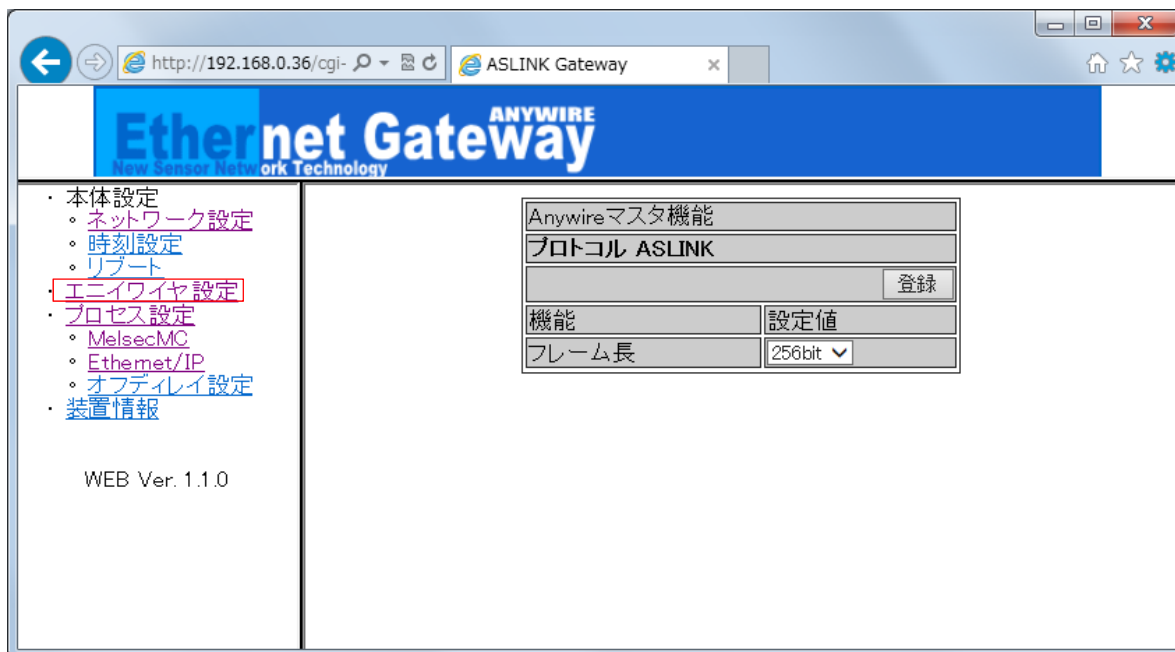 http://192.168.0.36/cgi-
ASLINK Gateway
ANYWIRE
Ethernet Gateway
New Sensor Network Technology
・ 本体設定
ネットワーク設定
時刻設定
リブート
・ エニイワイヤ設定
・ プロセス設定
MelsecMC
Ethernet/IP
オフディレイ設定
・ 装置情報
WEB Ver. 1.1.0
Anywireマスタ機能
プロトコル ASLINK
登録
機能 設定値
フレーム長 256bit